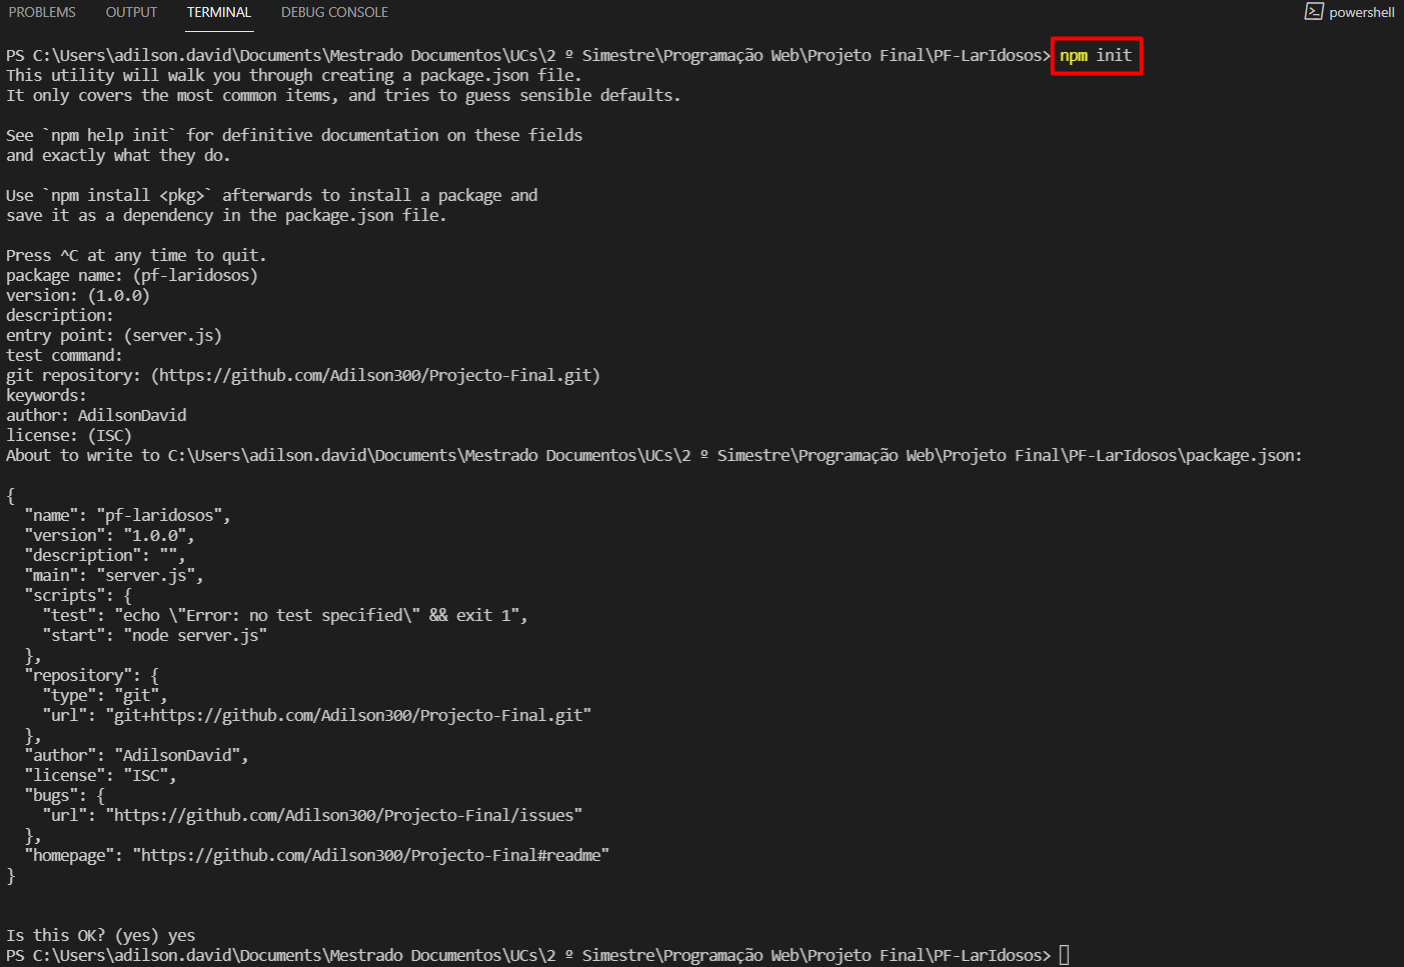 PROBLEMS OUTPUT TERMINAL DEBUG CONSOLE powershell
PS C:\Users\adilson.david\Documents\Mestrado Documentos\UCs\2 º Simestre\Programação Web\Projeto Final\PF-LarIdosos> npm init
This utility will walk you through creating a package.json file.
It only covers the most common items, and tries to guess sensible defaults.

See `npm help init` for definitive documentation on these fields
and exactly what they do.

Use `npm install <pkg>` afterwards to install a package and
save it as a dependency in the package.json file.

Press ^C at any time to quit.
package name: (pf-laridosos)
version: (1.0.0)
description:
entry point: (server.js)
test command:
git repository: (https://github.com/Adilson300/Projecto-Final.git)
keywords:
author: AdilsonDavid
license: (ISC)
About to write to C:\Users\adilson.david\Documents\Mestrado Documentos\UCs\2 º Simestre\Programação Web\Projeto Final\PF-LarIdosos\package.json:

{
  "name": "pf-laridosos",
  "version": "1.0.0",
  "description": "",
  "main": "server.js",
  "scripts": {
    "test": "echo \"Error: no test specified\" && exit 1",
    "start": "node server.js"
  },
  "repository": {
    "type": "git",
    "url": "git+https://github.com/Adilson300/Projecto-Final.git"
  },
  "author": "AdilsonDavid",
  "license": "ISC",
  "bugs": {
    "url": "https://github.com/Adilson300/Projecto-Final/issues"
  },
  "homepage": "https://github.com/Adilson300/Projecto-Final#readme"
}

Is this OK? (yes) yes
PS C:\Users\adilson.david\Documents\Mestrado Documentos\UCs\2 º Simestre\Programação Web\Projeto Final\PF-LarIdosos>